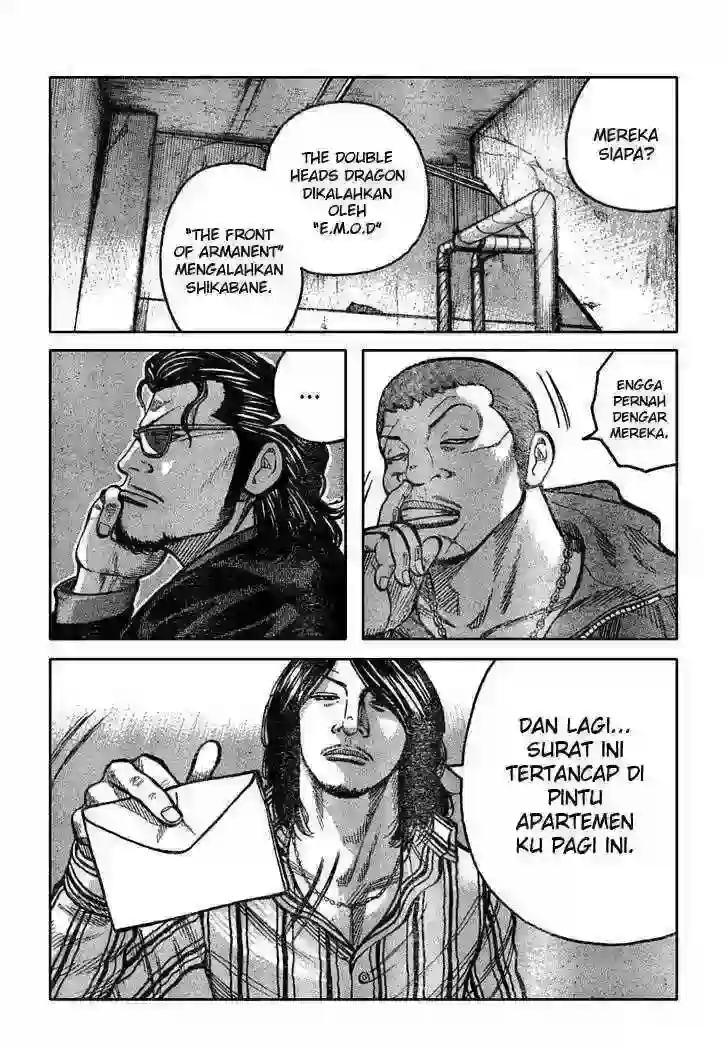 MEREKA
SIAPA?
THE DOUBLE
HEADS DRAGON
DIKALAHKAN
OLEH
"E.M.O.D"
"THE FRONT
OF ARMANENT"
MENGALAHKAN
SHIKABANE.
ENGGA
PERNAH
DENGAR
MEREKA.
...
DAN LAGI...
SURAT INI
TERTANCAP DI
PINTU
APARTEMEN
KU PAGI INI.